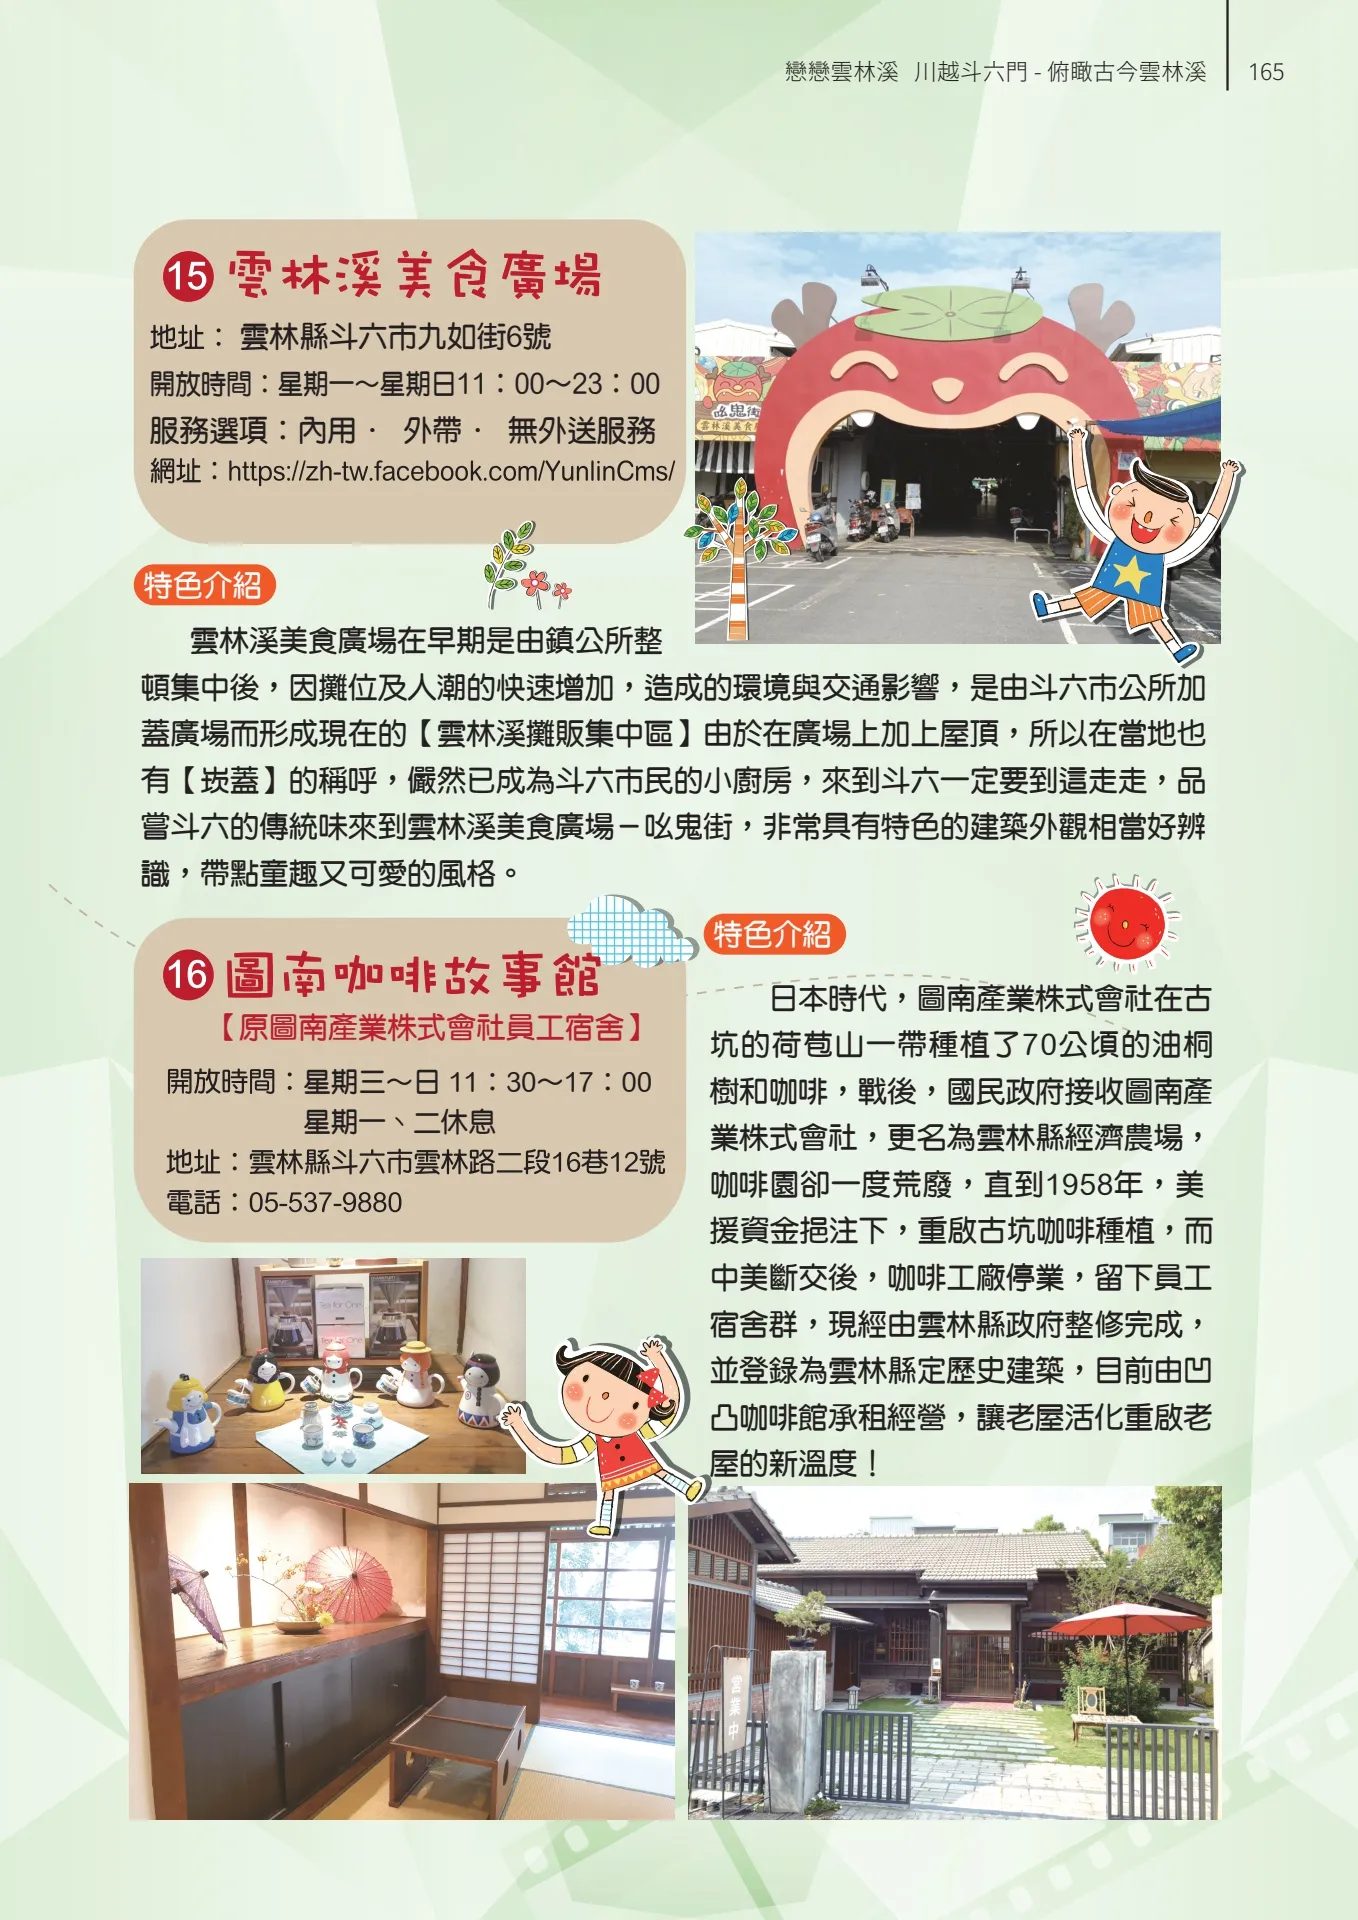 戀戀雲林溪 川越斗六門 - 俯瞰古今雲林溪 165
15 雲林溪美食廣場
地址： 雲林縣斗六市九如街6號
開放時間：星期一～星期日11：00～23：00
服務選項：內用． 外帶． 無外送服務
網址：https://zh-tw.facebook.com/YunlinCms/
吆鬼街
雲林溪美食
特色介紹
雲林溪美食廣場在早期是由鎮公所整
頓集中後，因攤位及人潮的快速增加，造成的環境與交通影響，是由斗六市公所加
蓋廣場而形成現在的【雲林溪攤販集中區】由於在廣場上加上屋頂，所以在當地也
有【崁蓋】的稱呼，儼然已成為斗六市民的小廚房，來到斗六一定要到這走走，品
嘗斗六的傳統味來到雲林溪美食廣場－吆鬼街，非常具有特色的建築外觀相當好辨
識，帶點童趣又可愛的風格。
16 圖南咖啡故事館
【原圖南產業株式會社員工宿舍】
開放時間：星期三～日 11：30～17：00
星期一、二休息
地址：雲林縣斗六市雲林路二段16巷12號
電話：05-537-9880
特色介紹
日本時代，圖南產業株式會社在古
坑的荷苞山一帶種植了70公頃的油桐
樹和咖啡，戰後，國民政府接收圖南產
業株式會社，更名為雲林縣經濟農場，
咖啡園卻一度荒廢，直到1958年，美
援資金挹注下，重啟古坑咖啡種植，而
中美斷交後，咖啡工廠停業，留下員工
宿舍群，現經由雲林縣政府整修完成，
並登錄為雲林縣定歷史建築，目前由凹
凸咖啡館承租經營，讓老屋活化重啟老
屋的新溫度！
Tea for One
Tea for One
營業中